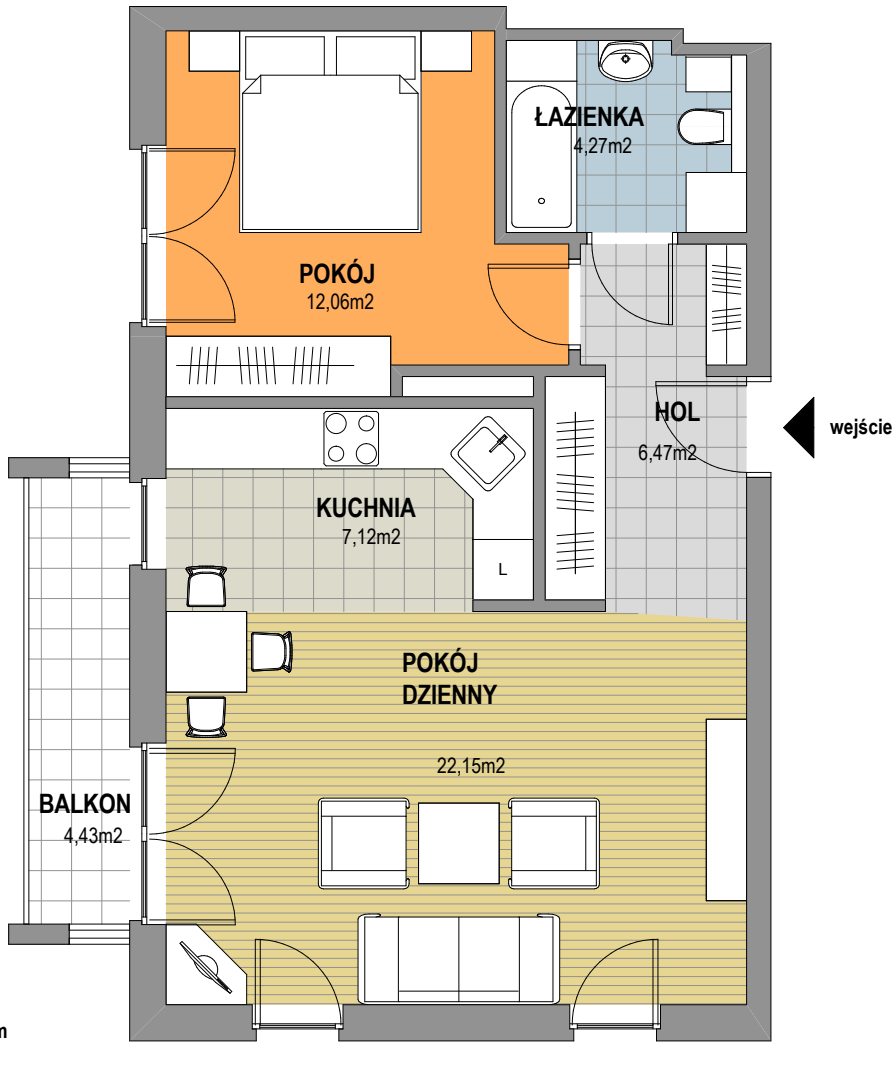 ŁAZIENKA
4,27m2
POKÓJ
12,06m2
HOL
6,47m2
wejście
KUCHNIA
7,12m2
L
POKÓJ
DZIENNY
22,15m2
BALKON
4,43m2